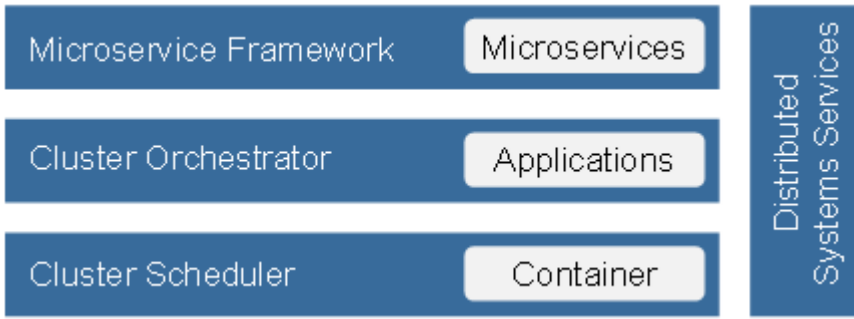 Microservice Framework
Microservices
Cluster Orchestrator
Applications
Cluster Scheduler
Container
Distributed
Systems Services